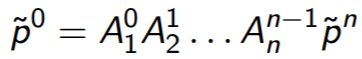 p̃⁰ = A₁⁰A₂¹ … Aₙⁿ⁻¹p̃ⁿ